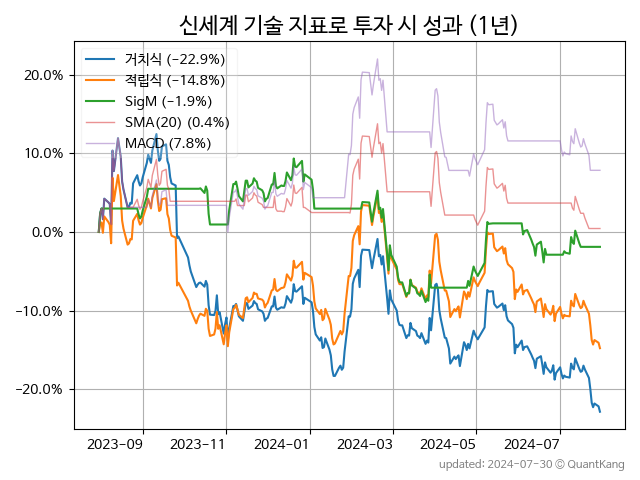 신세계 기술 지표로 투자 시 성과 (1년)
거치식 (-22.9%)
적립식 (-14.8%)
SigM (-1.9%)
SMA(20) (0.4%)
MACD (7.8%)
20.0%
10.0%
0.0%
-10.0%
-20.0%
2023-09 2023-11 2024-01 2024-03 2024-05 2024-07
updated: 2024-07-30 © QuantKang